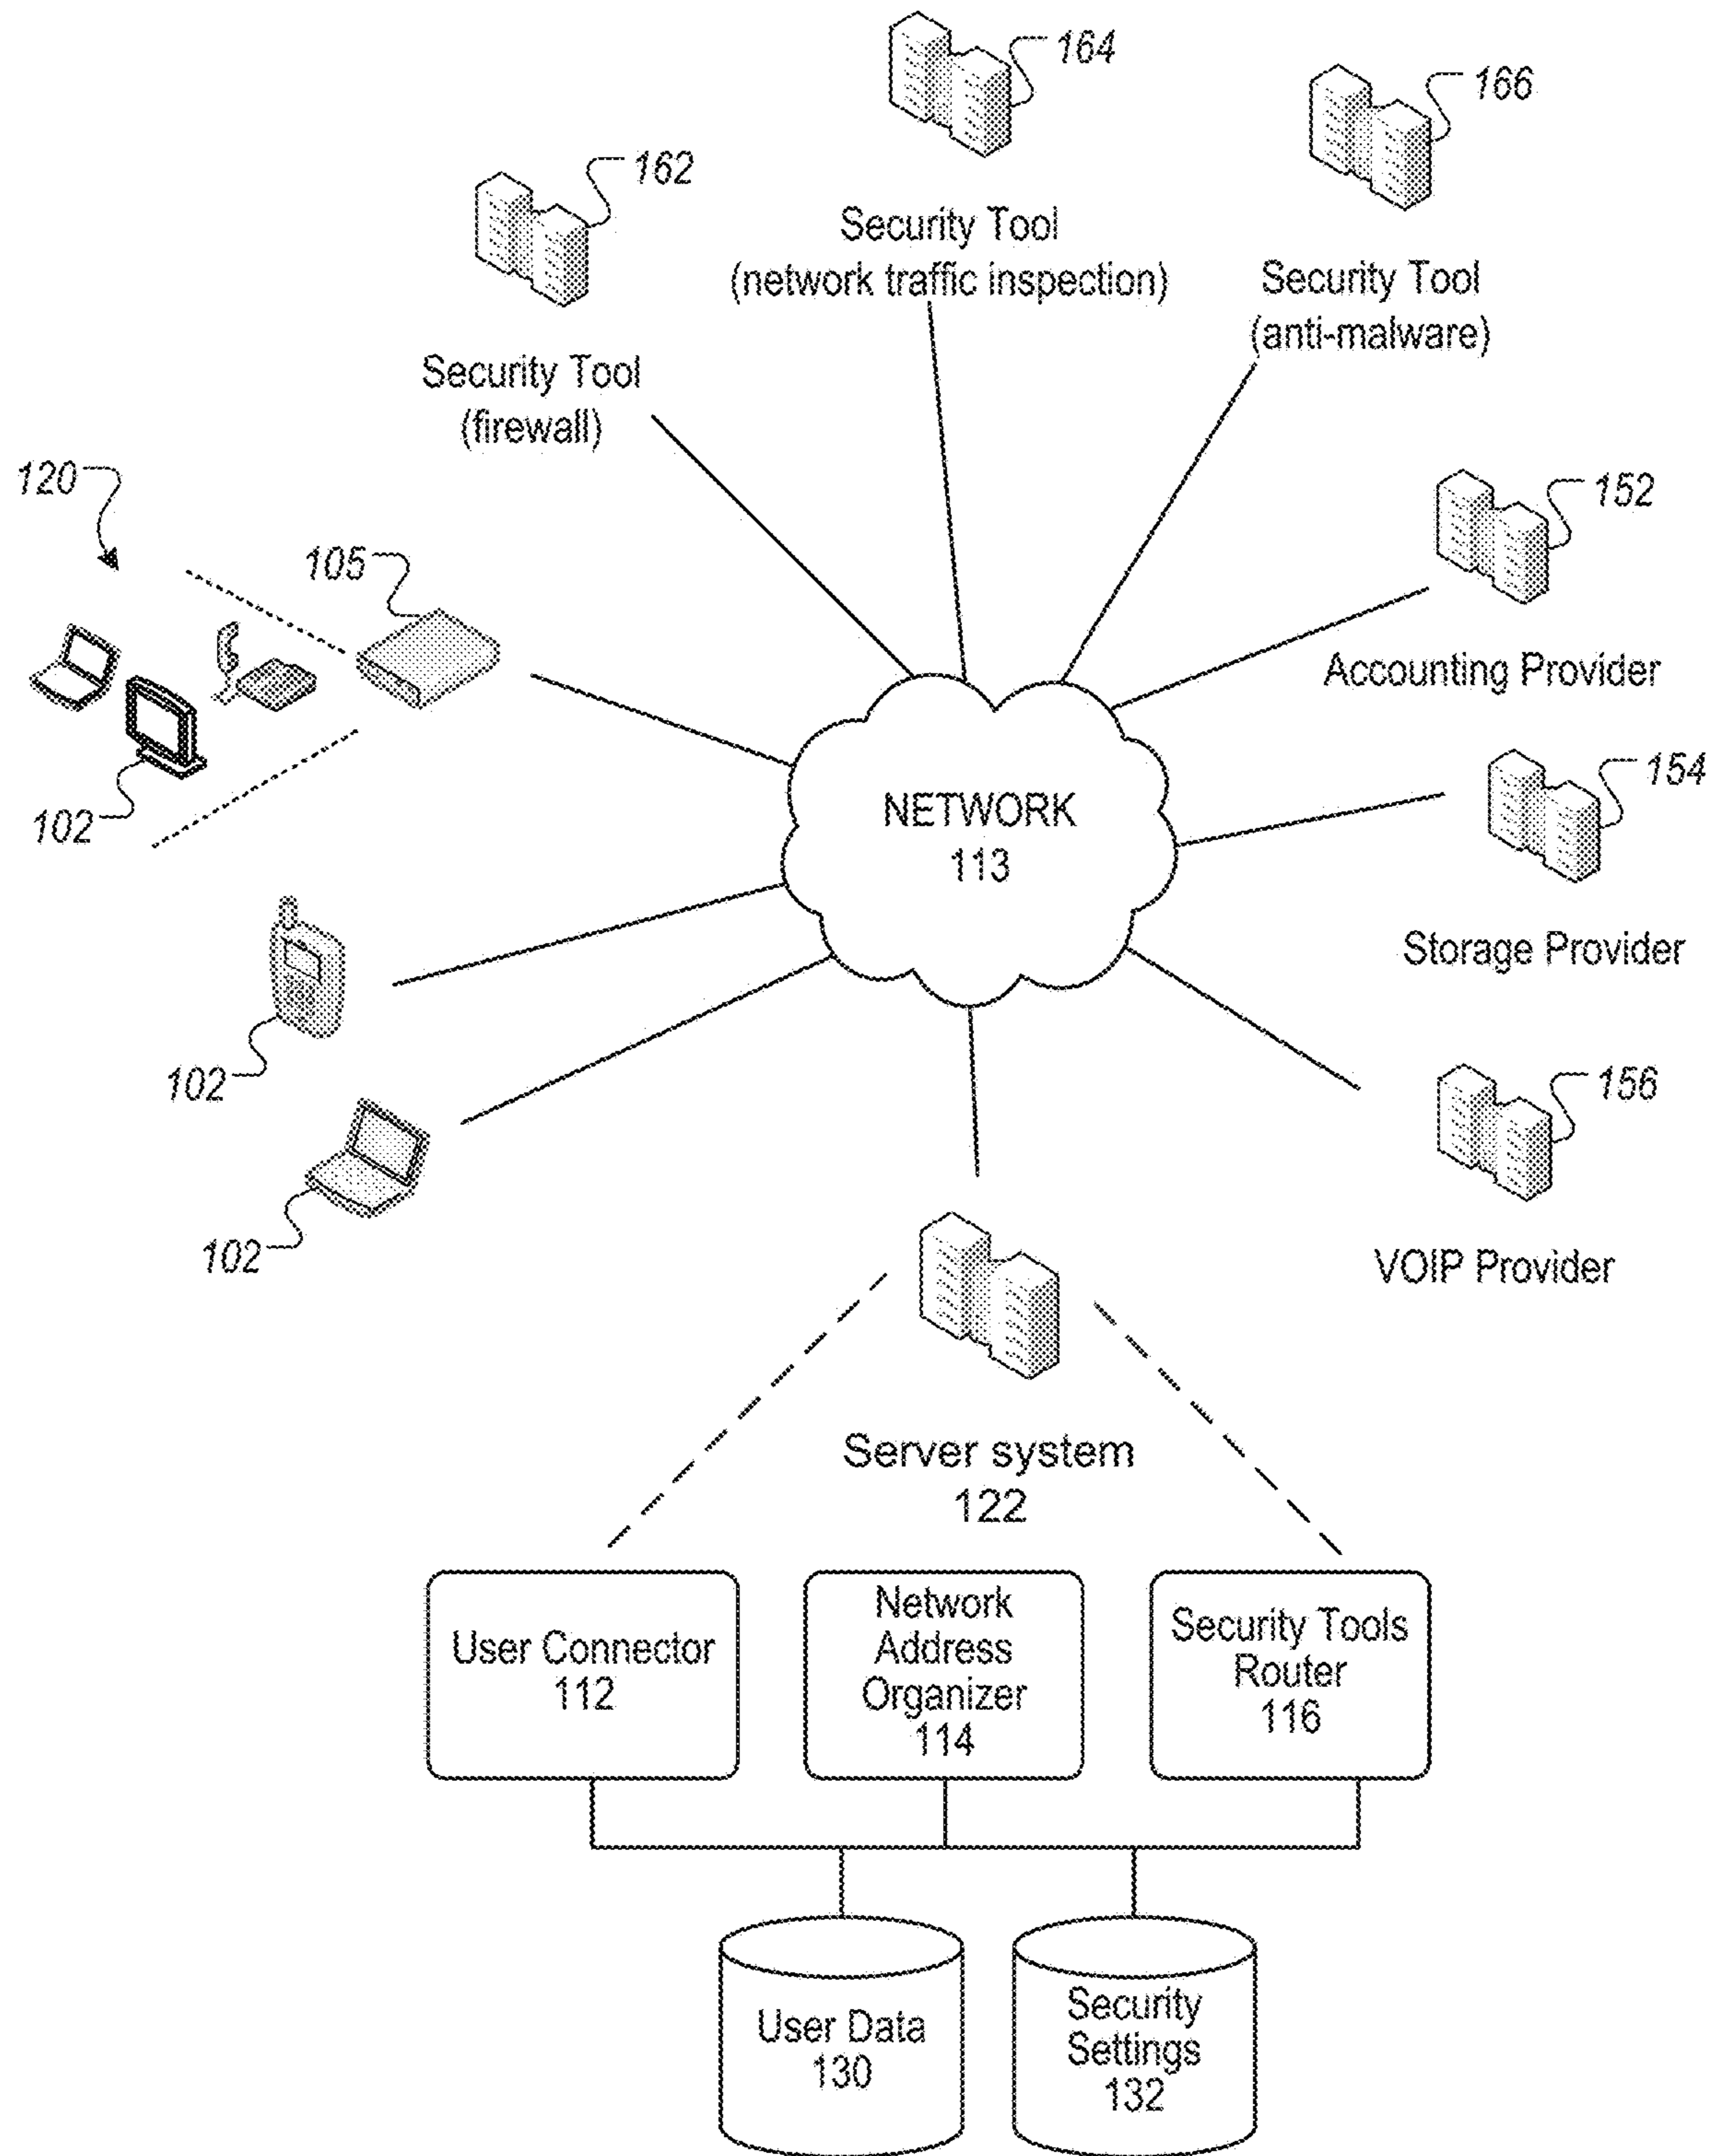 164
166
162
Security Tool
(network traffic inspection)
Security Tool
(anti-malware)
Security Tool
(firewall)
120
105
152
Accounting Provider
102
NETWORK
113
154
Storage Provider
102
156
102
VOIP Provider
Server system
122
User Connector
112
Network
Address
Organizer
114
Security Tools
Router
116
User Data
130
Security
Settings
132